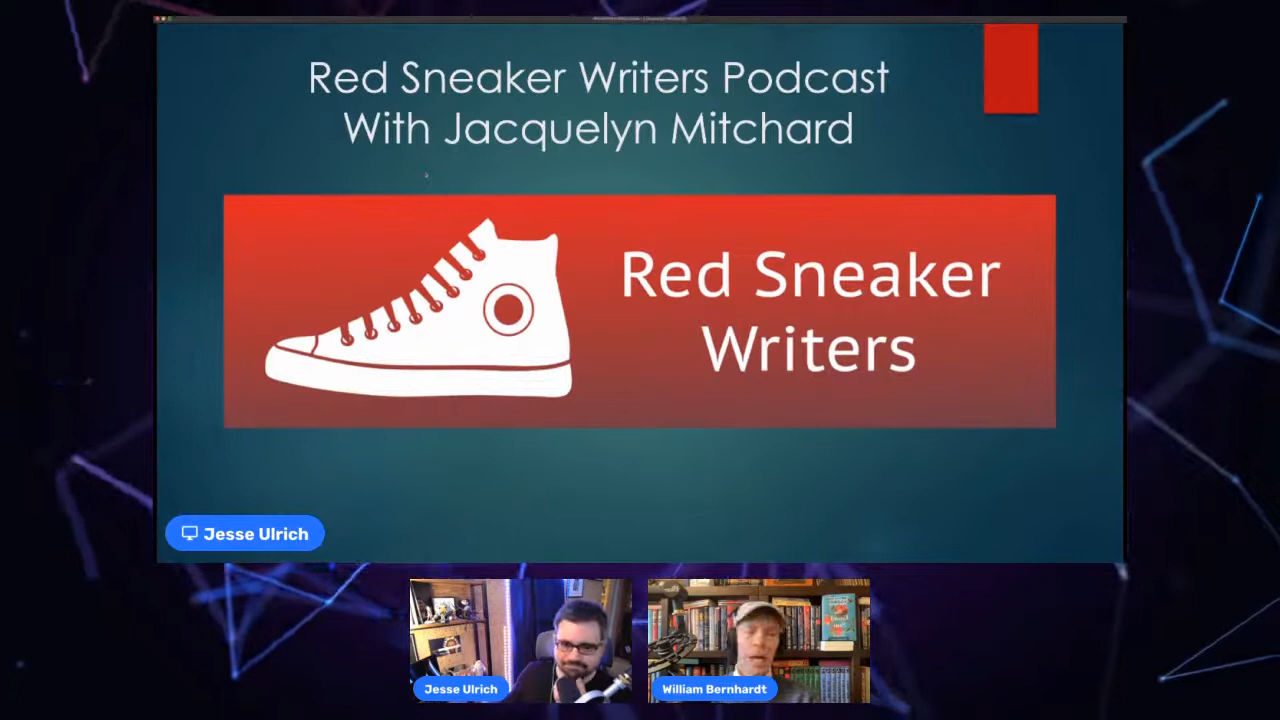 Red Sneaker Writers Podcast
With Jacquelyn Mitchard
Red Sneaker
Writers
Jesse Ulrich
Jesse Ulrich
William Bernhardt